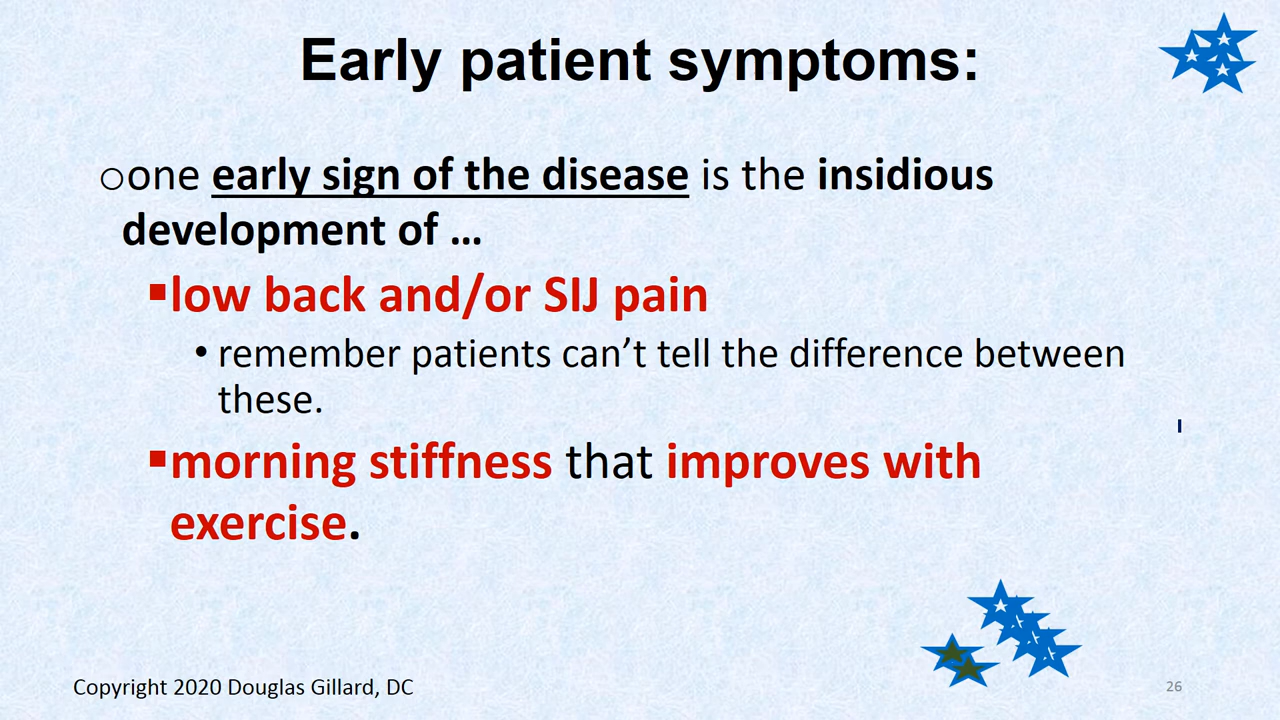 Early patient symptoms:
○one early sign of the disease is the insidious
development of ...
▪low back and/or SIJ pain
• remember patients can’t tell the difference between
these.
▪morning stiffness that improves with
exercise.
Copyright 2020 Douglas Gillard, DC
26